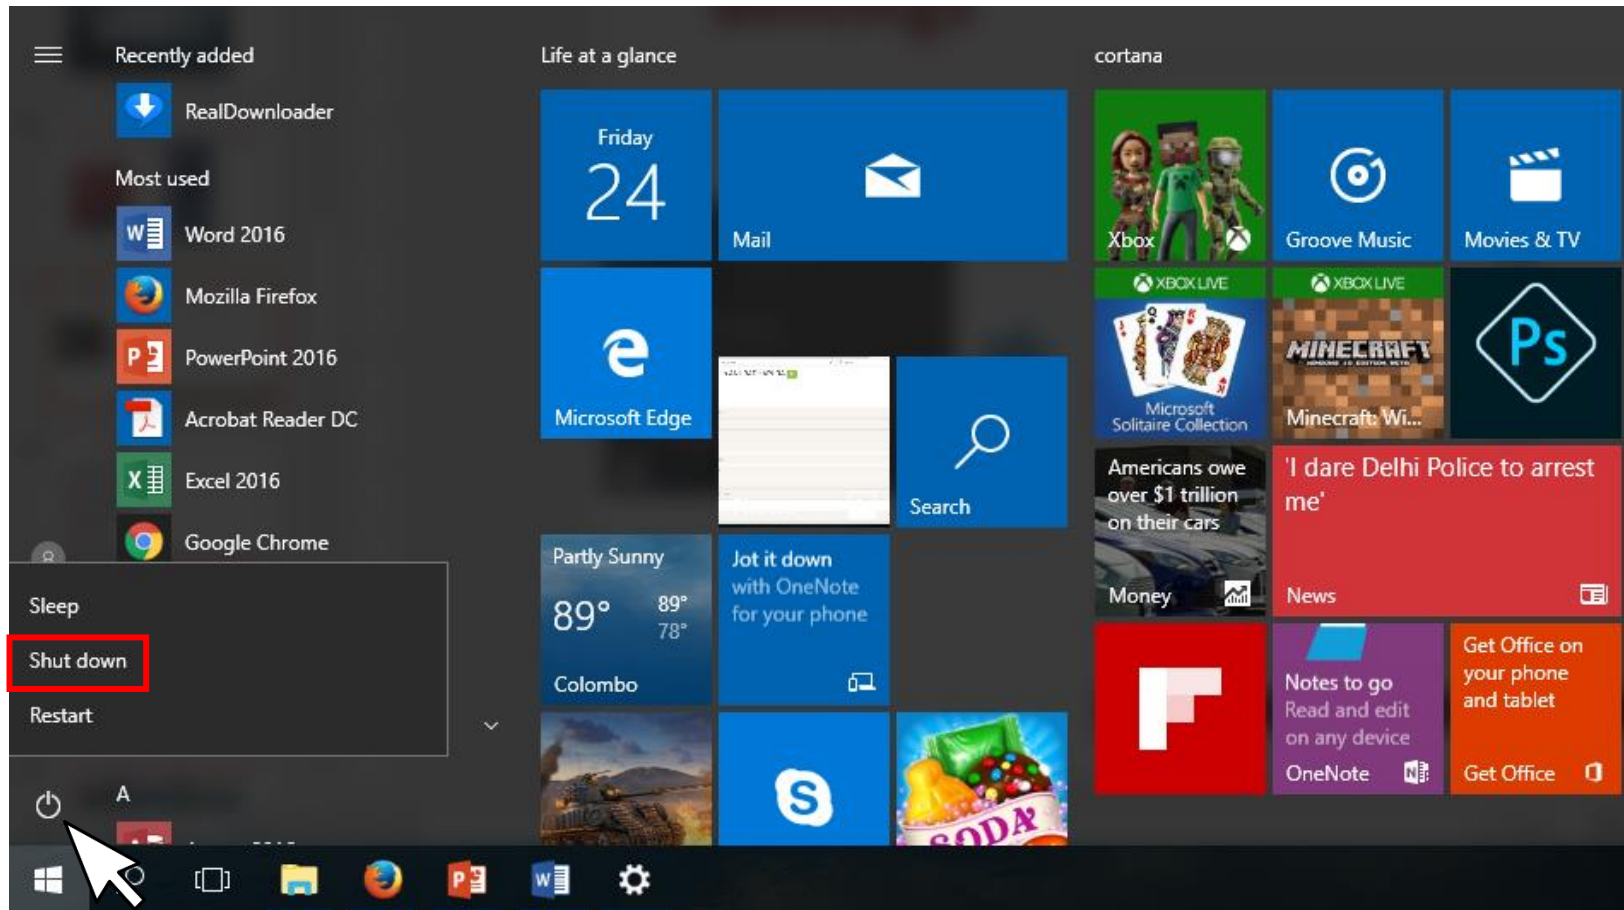 Recently added
RealDownloader
Most used
Word 2016
Mozilla Firefox
PowerPoint 2016
Acrobat Reader DC
Excel 2016
Google Chrome
Sleep
Shut down
Restart
A
Life at a glance
Friday
24
Mail
Microsoft Edge
Search
Partly Sunny
89° 89°
78°
Colombo
Jot it down
with OneNote
for your phone
S
SODA
cortana
Xbox
Groove Music
Movies & TV
XBOX LIVE
Microsoft
Solitaire Collection
XBOX LIVE
MINECRAFT
Minecraft: Wi...
Ps
Americans owe
over $1 trillion
on their cars
Money
'I dare Delhi Police to arrest
me'
News
Notes to go
Read and edit
on any device
OneNote
Get Office on
your phone
and tablet
Get Office